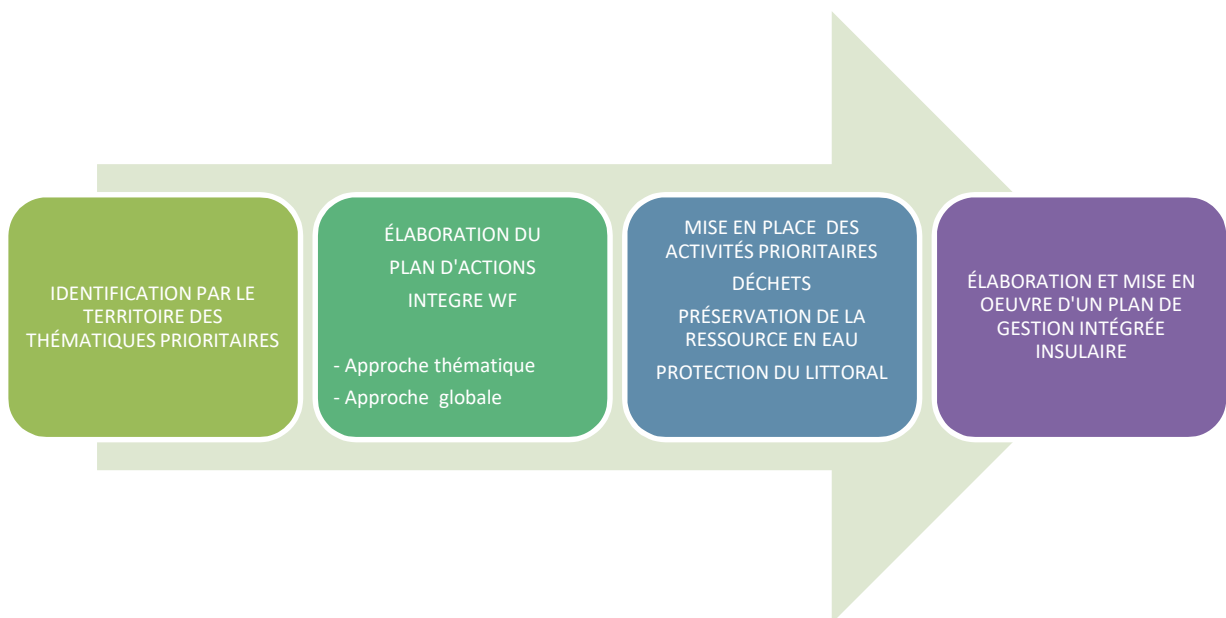 IDENTIFICATION PAR LE
TERRITOIRE DES
THÉMATIQUES PRIORITAIRES
ÉLABORATION DU
PLAN D'ACTIONS
INTEGRE WF
- Approche thématique
- Approche globale
MISE EN PLACE DES
ACTIVITÉS PRIORITAIRES
DÉCHETS
PRÉSERVATION DE LA
RESSOURCE EN EAU
PROTECTION DU LITTORAL
ÉLABORATION ET MISE EN
OEUVRE D'UN PLAN DE
GESTION INTÉGRÉE
INSULAIRE